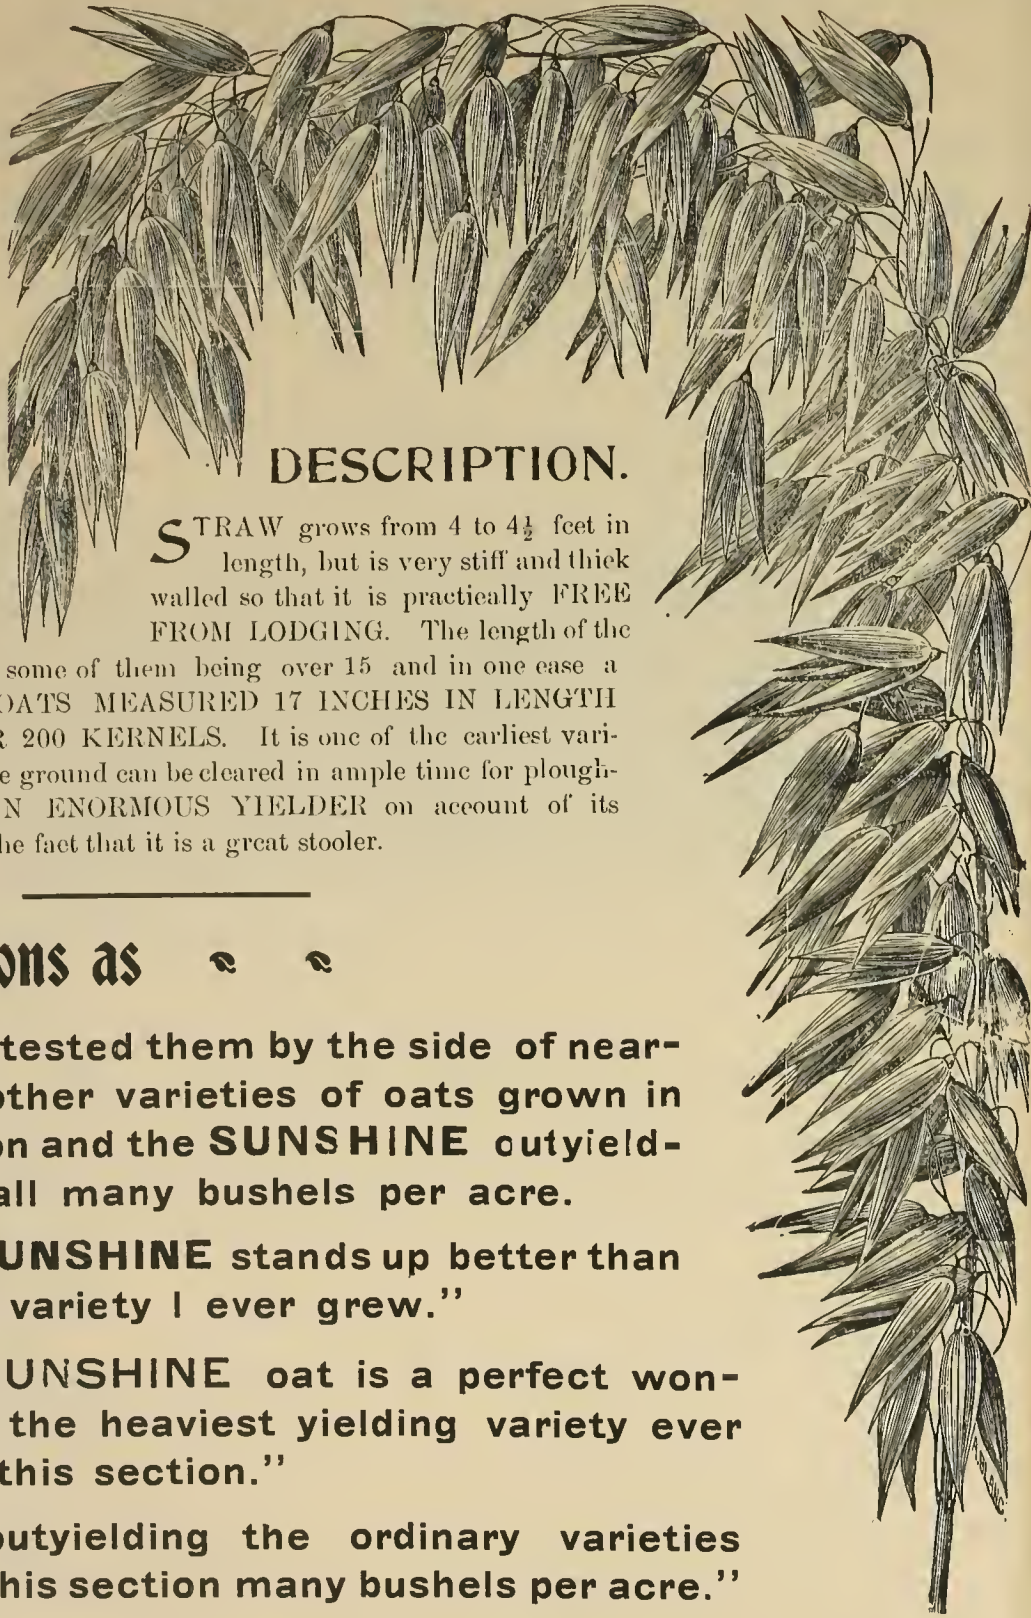 DESCRIPTION.
STRAW grows from 4 to 4½ feet in
length, but is very stiff and thick
walled so that it is practically FREE
FROM LODGING. The length of the
some of them being over 15 and in one case a
OATS MEASURED 17 INCHES IN LENGTH
200 KERNELS. It is one of the earliest vari-
ground can be cleared in ample time for plough-
ENORMOUS YIELDER on account of its
fact that it is a great stooler.
ons as
tested them by the side of near-
other varieties of oats grown in
on and the SUNSHINE outyield-
all many bushels per acre.
UNSHINE stands up better than
variety I ever grew."
UNSHINE oat is a perfect won-
the heaviest yielding variety ever
this section."
outyielding the ordinary varieties
this section many bushels per acre."
A. BLANC